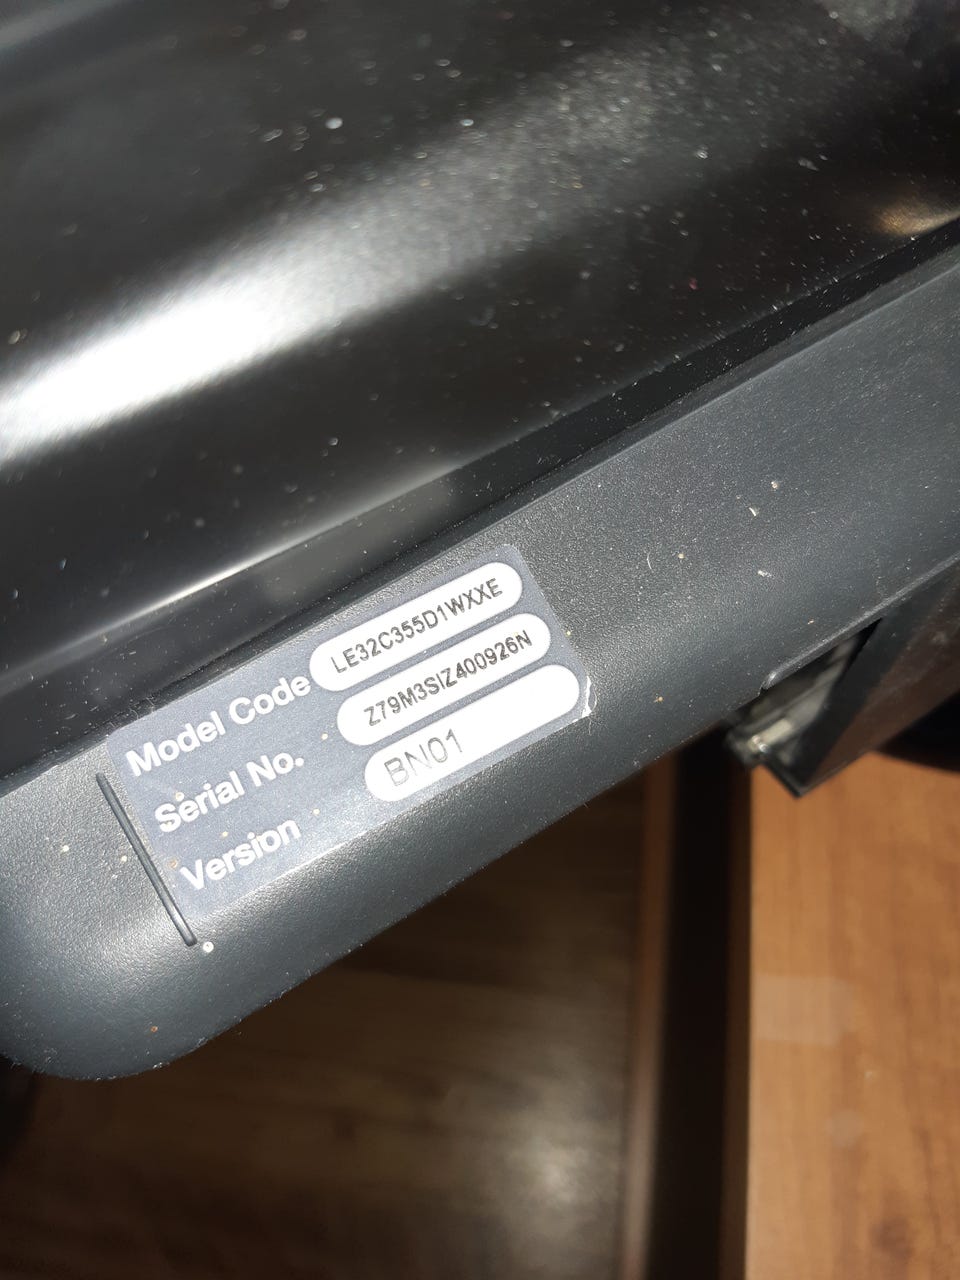 Model Code LE32C355D1WXXE
Serial No. Z79M3SIZ400926N
Version BN01